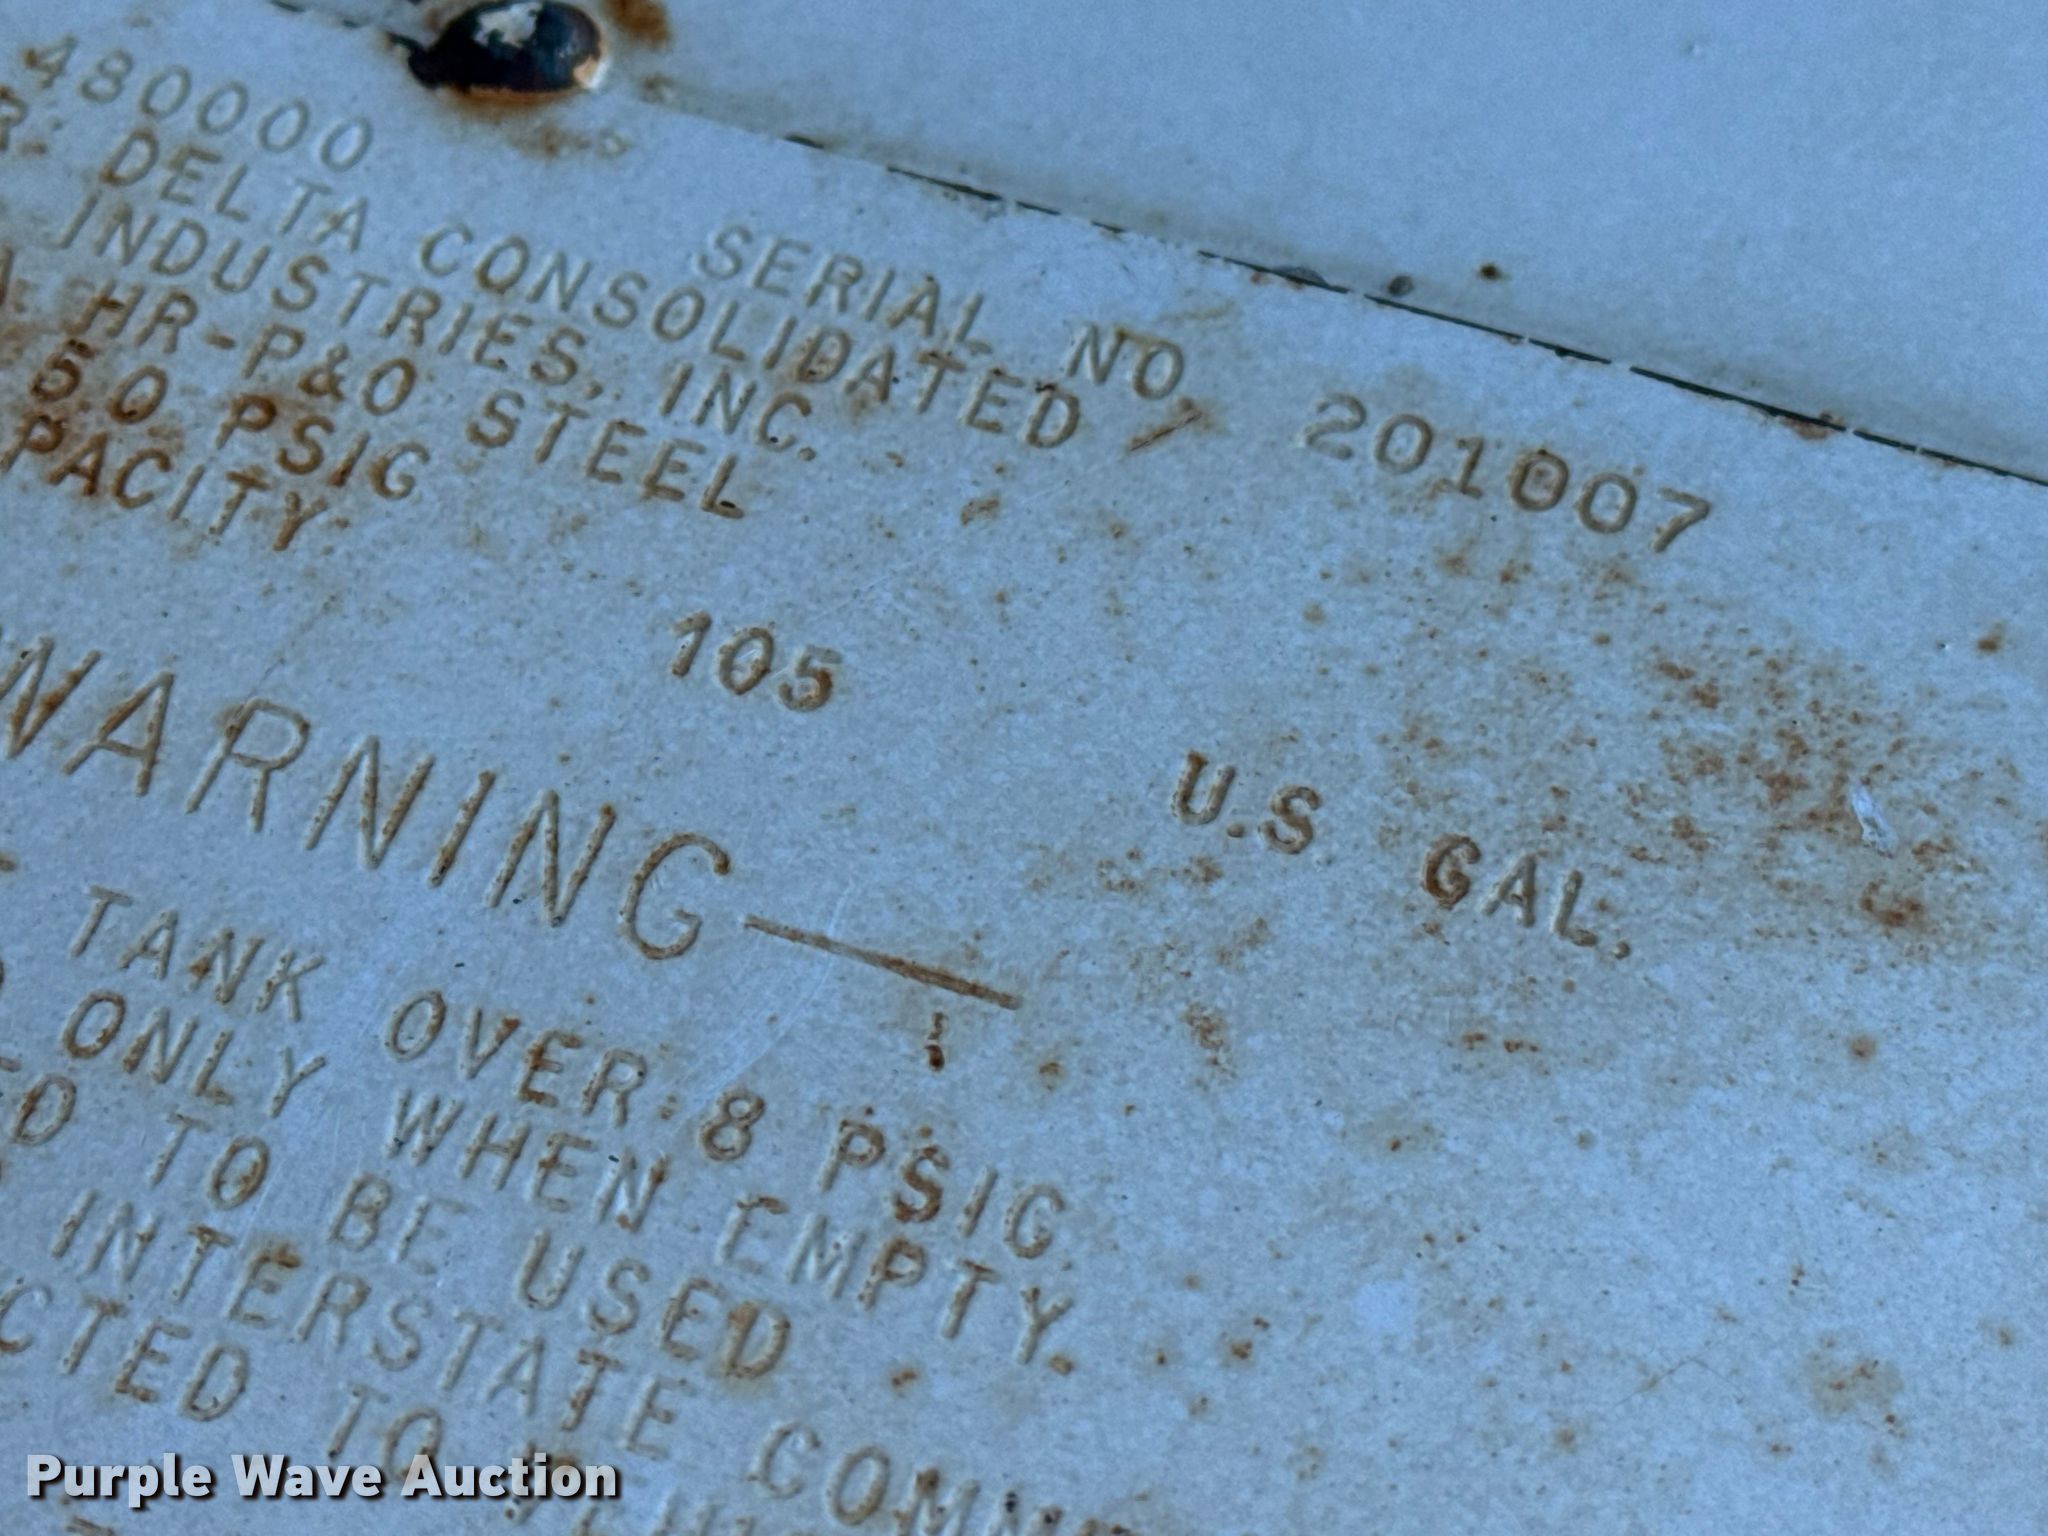 480000 SERIAL NO. 201007
R: DELTA CONSOLIDATED /
INDUSTRIES, INC.
HR-P&O STEEL
50 PSIG
PACITY 105 U.S GAL.
WARNING—
TANK OVER 8 PSIG
ONLY WHEN EMPTY.
ED TO BE USED
INTERSTATE COMM
CTED TO
Purple Wave Auction